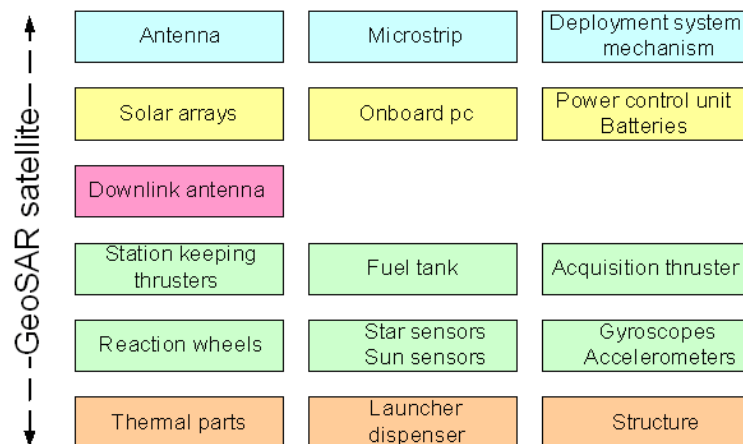 GeoSAR satellite
Antenna
Microstrip
Deployment system
mechanism
Solar arrays
Onboard pc
Power control unit
Batteries
Downlink antenna
Station keeping
thrusters
Fuel tank
Acquisition thruster
Reaction wheels
Star sensors
Sun sensors
Gyroscopes
Accelerometers
Thermal parts
Launcher
dispenser
Structure